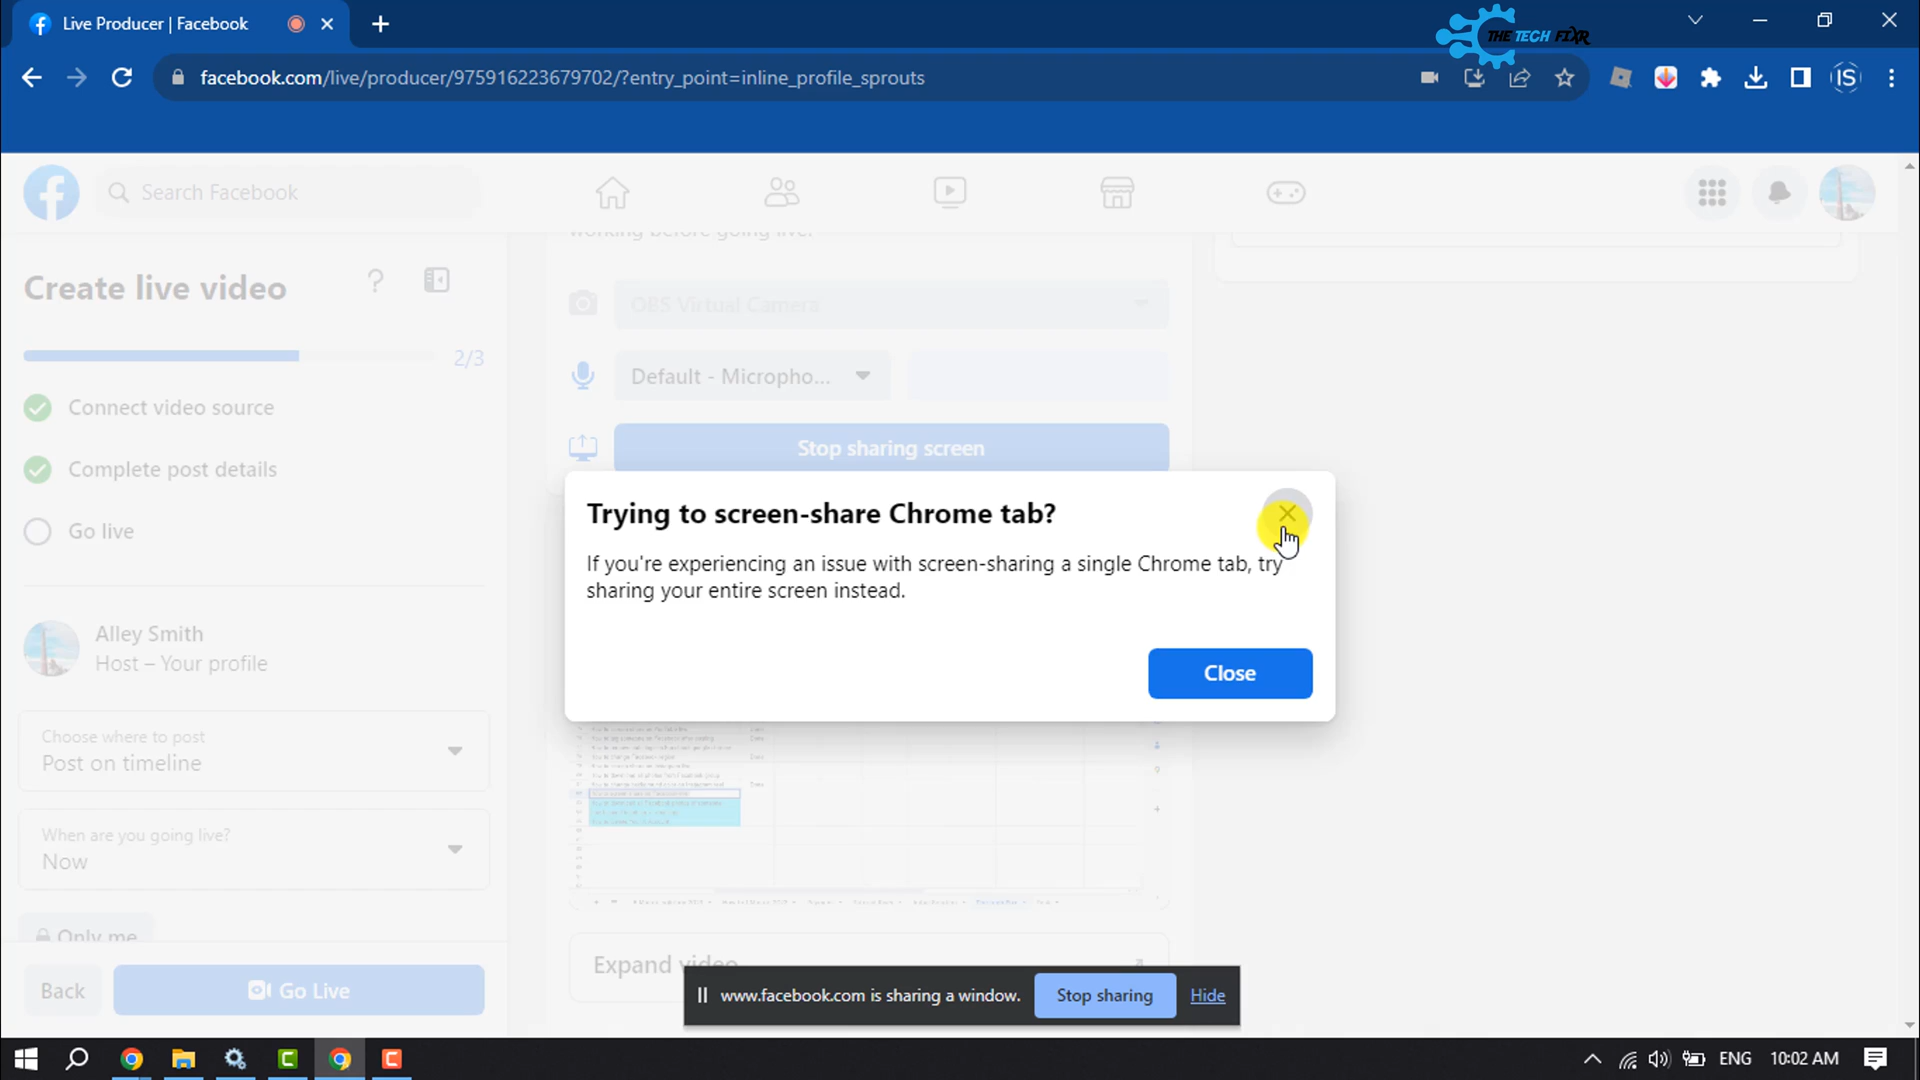 Live Producer | Facebook
THE TECH FIXR
facebook.com/live/producer/975916223679702/?entry_point=inline_profile_sprouts
IS
Search Facebook
working before going live.
Create live video
?
2/3
Connect video source
Complete post details
Go live
OBS Virtual Camera
Default - Micropho...
Stop sharing screen
Trying to screen-share Chrome tab?
If you're experiencing an issue with screen-sharing a single Chrome tab, try
sharing your entire screen instead.
Close
Alley Smith
Host – Your profile
Choose where to post
Post on timeline
When are you going live?
Now
Only me
Back
Go Live
Expand video
www.facebook.com is sharing a window.
Stop sharing
Hide
ENG
10:02 AM